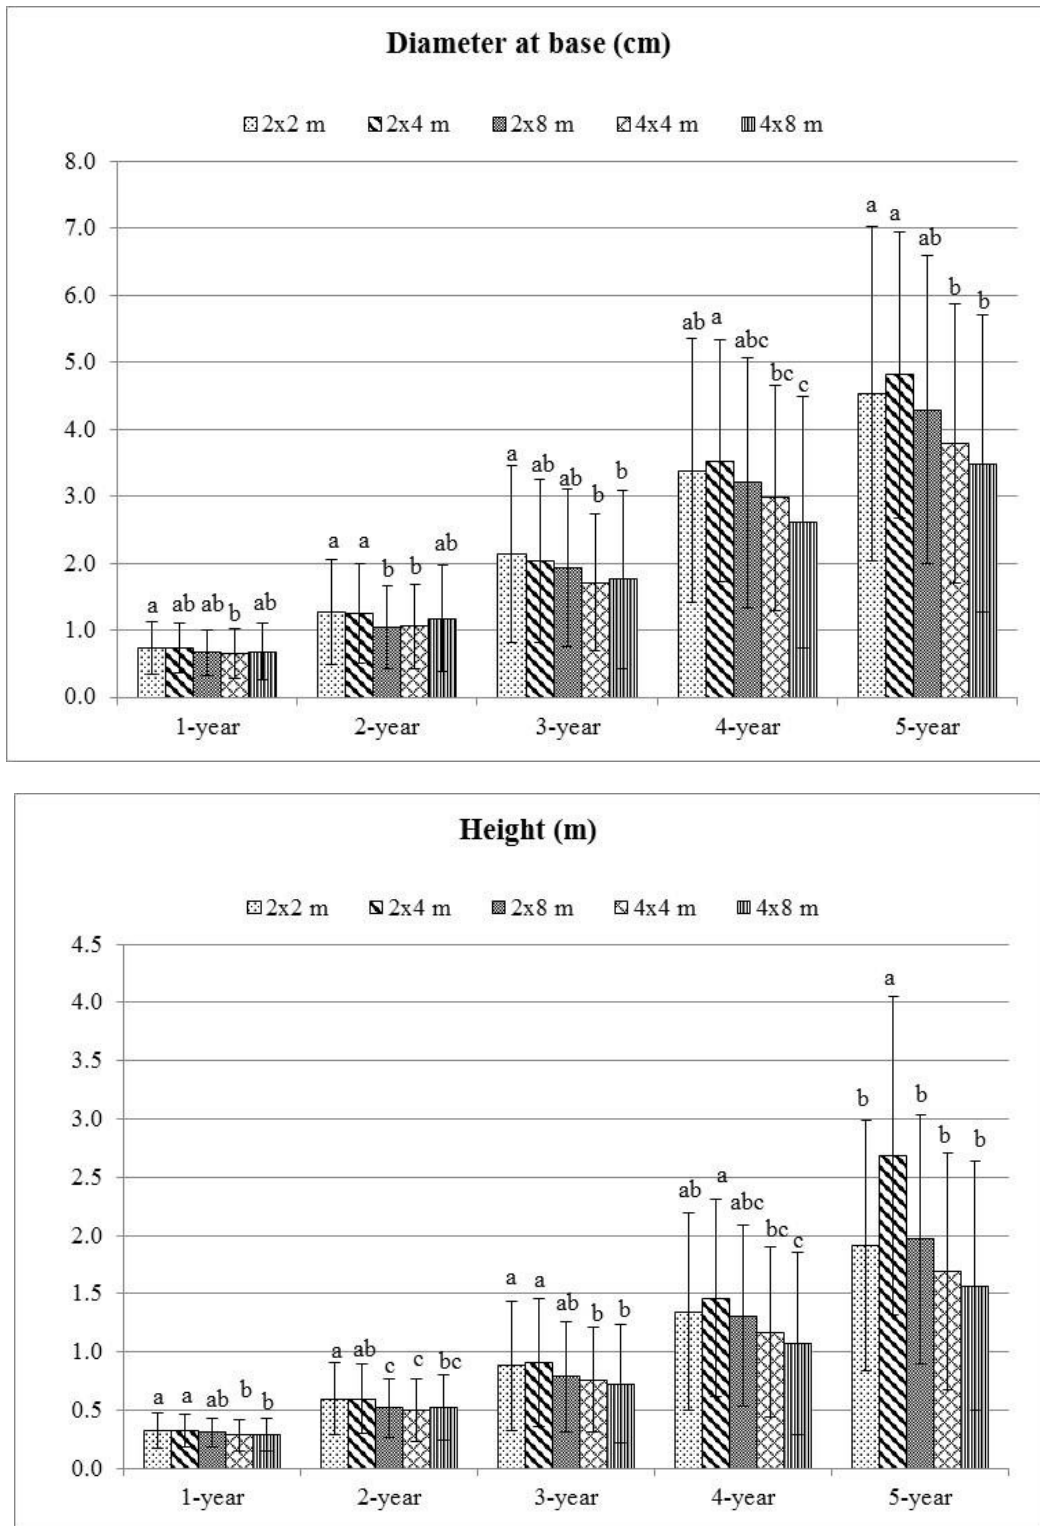 Diameter at base (cm)
2x2 m 2x4 m 2x8 m 4x4 m 4x8 m
8.0
7.0
6.0
5.0
4.0
3.0
2.0
1.0
0.0
a ab ab b ab
a a b b ab
a ab ab b b
ab a abc bc c
a a ab b b
1-year 2-year 3-year 4-year 5-year
Height (m)
2x2 m 2x4 m 2x8 m 4x4 m 4x8 m
4.5
4.0
3.5
3.0
2.5
2.0
1.5
1.0
0.5
0.0
a a ab b b
a ab c c bc
a a ab b b
ab a abc bc c
b a b b b
1-year 2-year 3-year 4-year 5-year